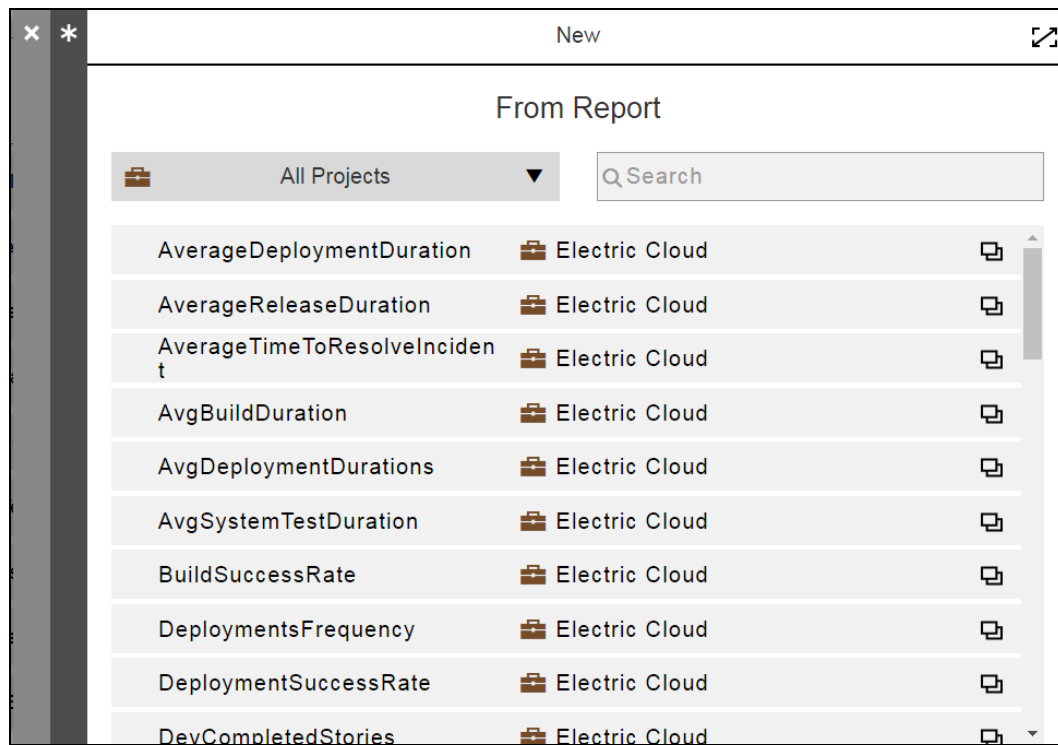 New
From Report
All Projects
Search
AverageDeploymentDuration Electric Cloud
AverageReleaseDuration Electric Cloud
AverageTimeToResolveInciden
t Electric Cloud
AvgBuildDuration Electric Cloud
AvgDeploymentDurations Electric Cloud
AvgSystemTestDuration Electric Cloud
BuildSuccessRate Electric Cloud
DeploymentsFrequency Electric Cloud
DeploymentSuccessRate Electric Cloud
DevCompletedStories Electric Cloud